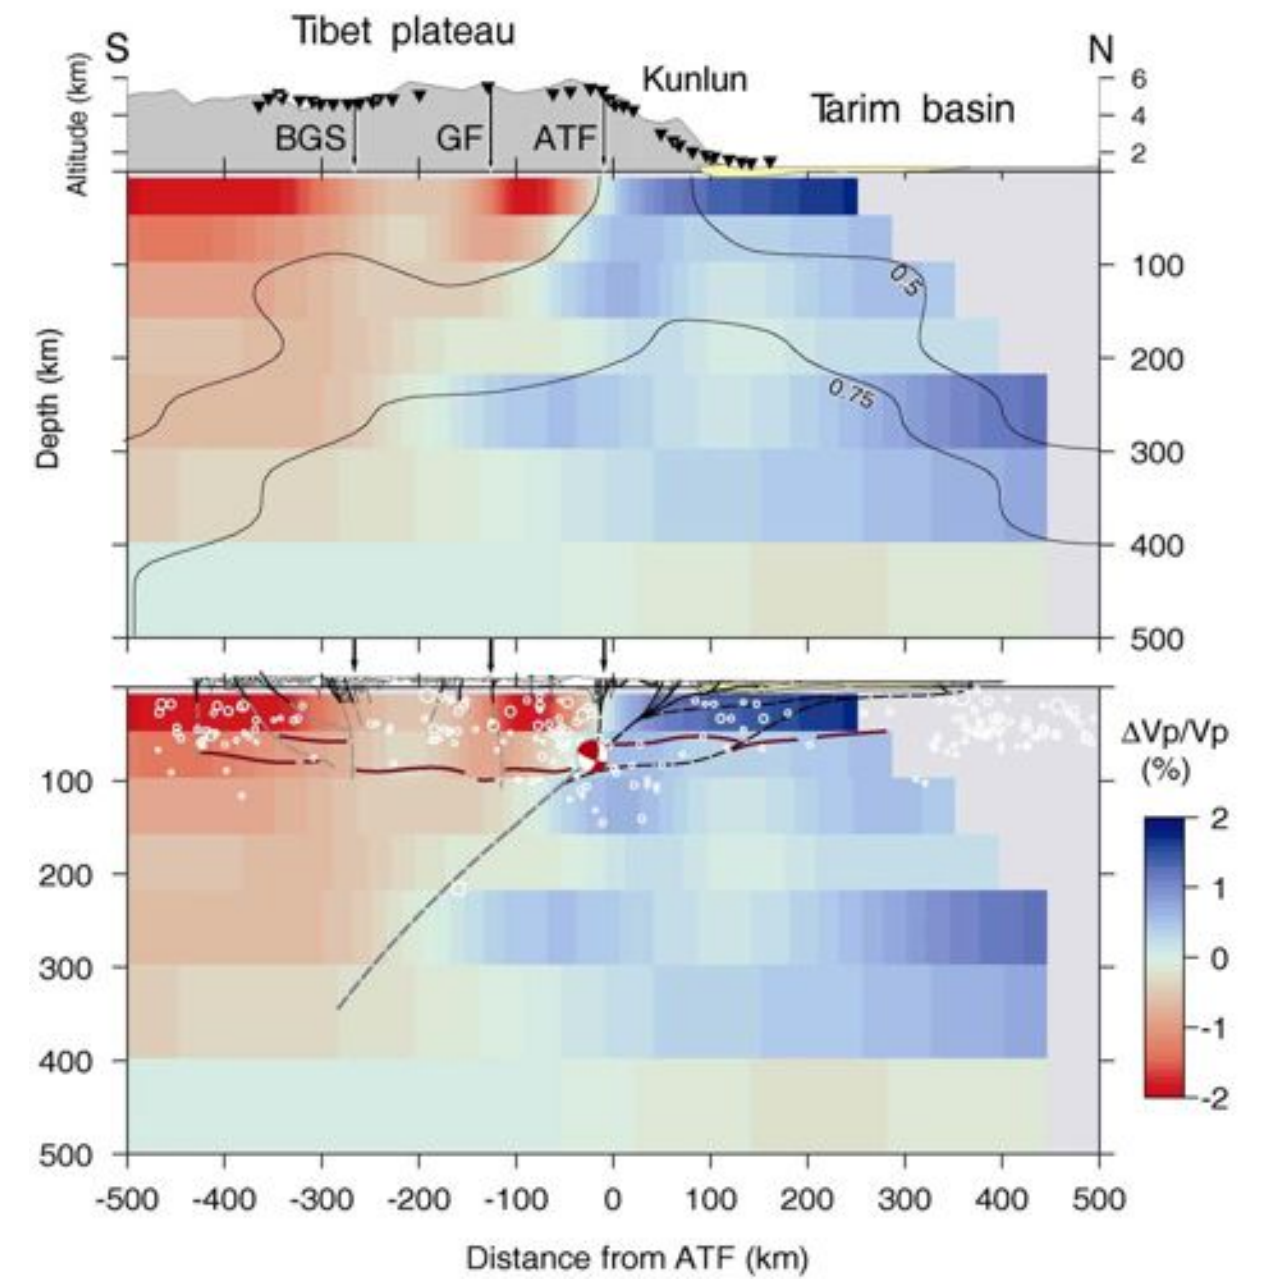 Tibet plateau
S
N
Kunlun
Tarim basin
Altitude (km)
6
4
2
BGS
GF
ATF
Depth (km)
0.5
0.75
100
200
300
400
500
100
200
300
400
500
ΔVp/Vp
(%)
2
1
0
-1
-2
-500 -400 -300 -200 -100 0 100 200 300 400 500
Distance from ATF (km)